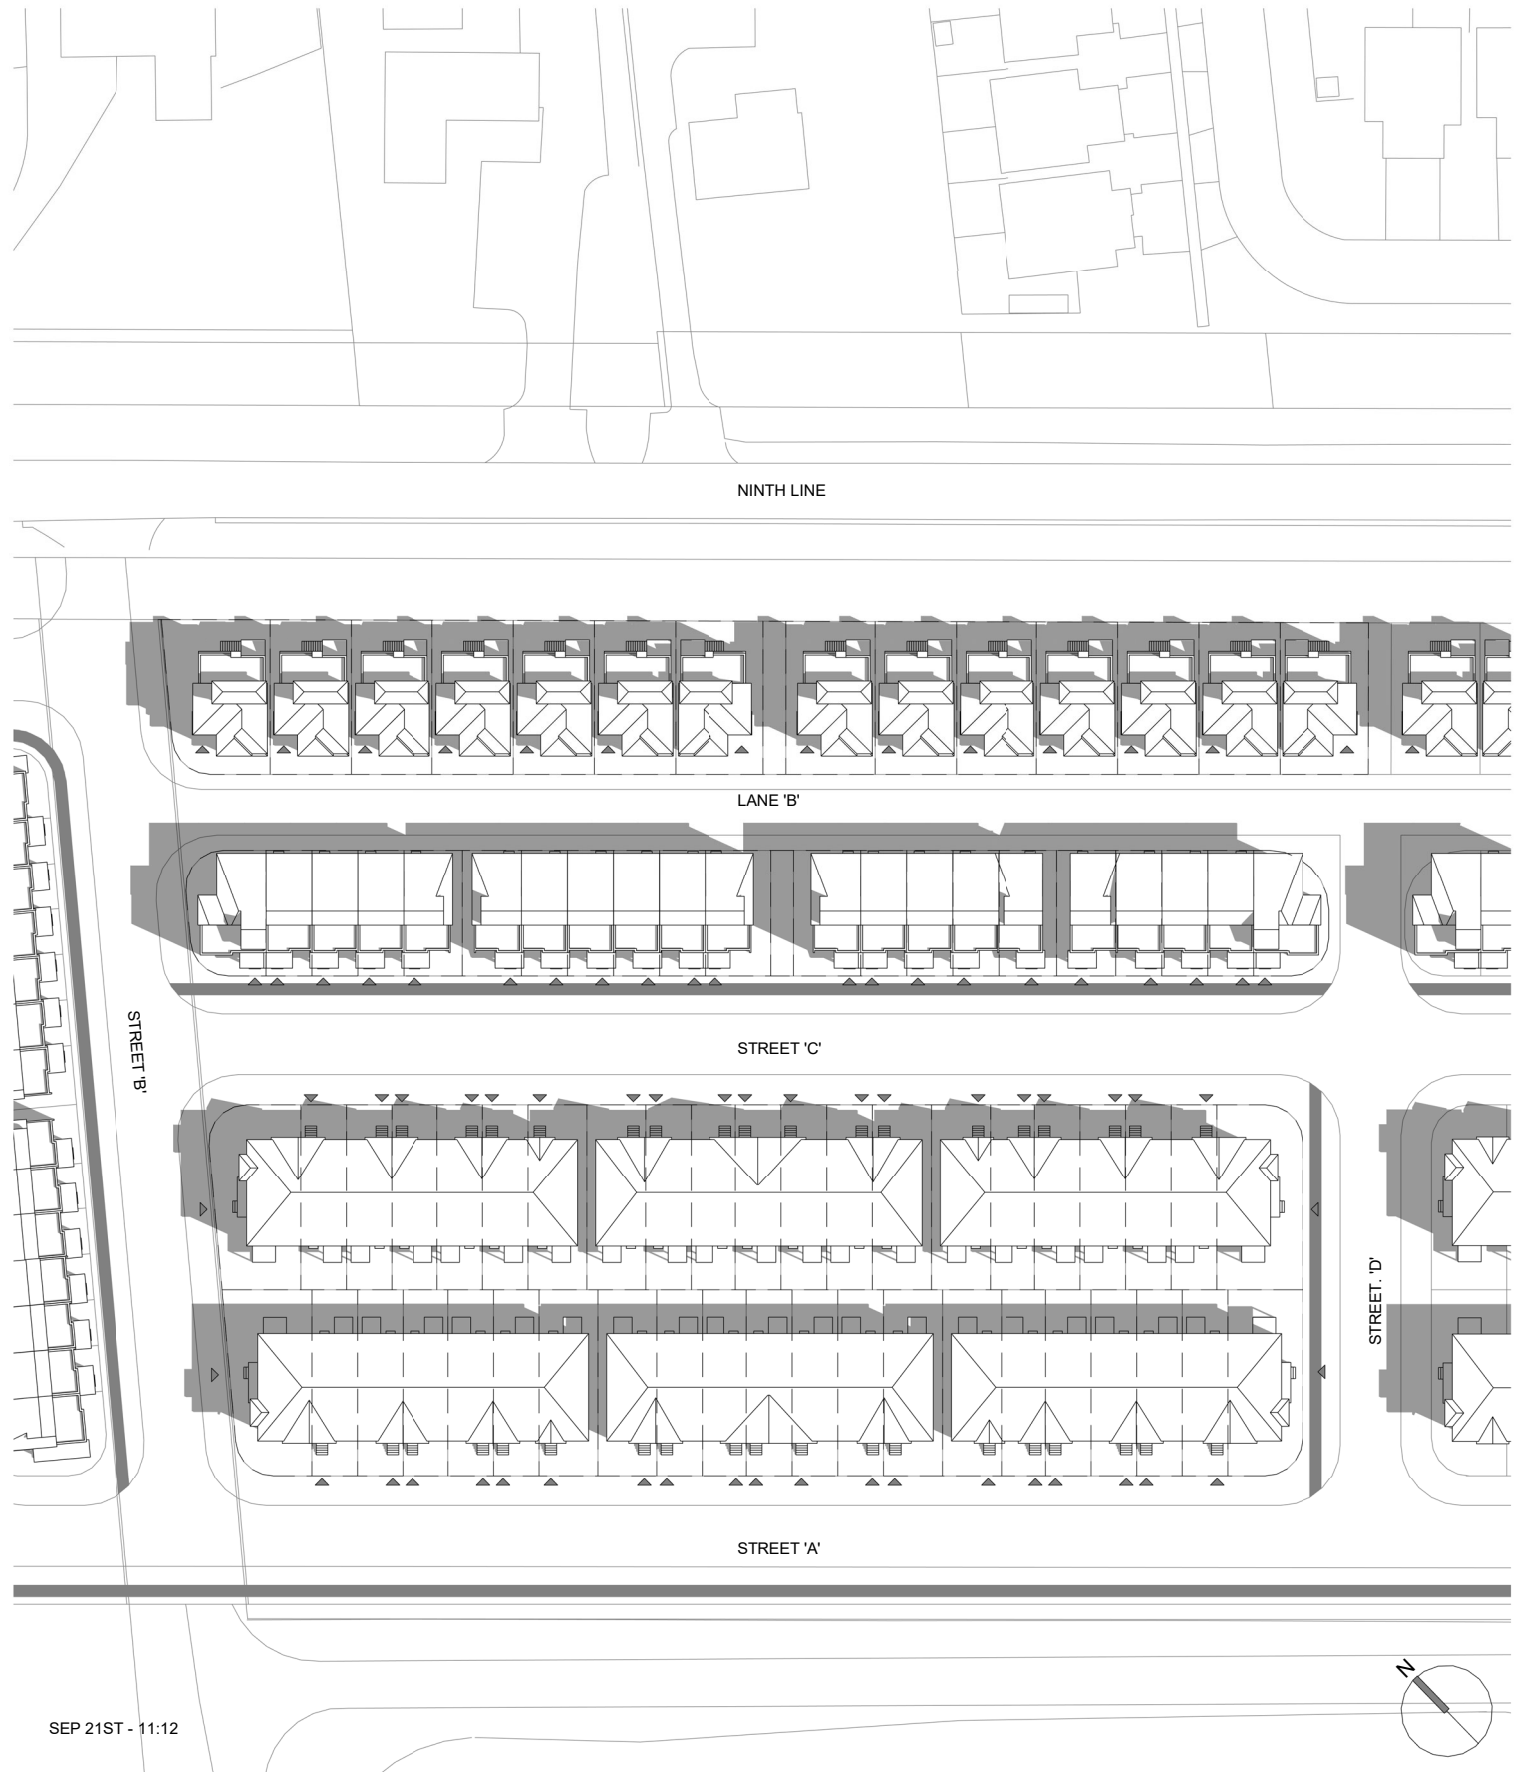 NINTH LINE
LANE 'B'
STREET 'B'
STREET 'C'
STREET. 'D'
STREET 'A'
N
SEP 21ST - 11:12